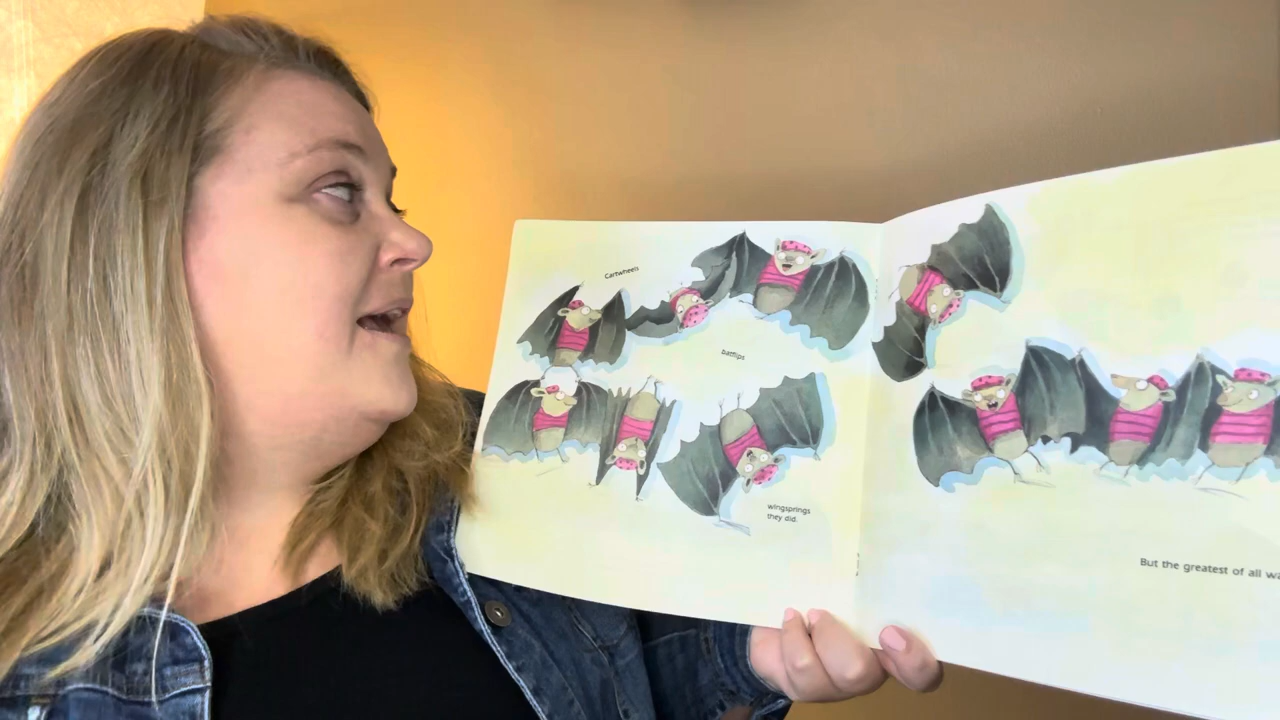 Cartwheels
batflips
wingsprings
they did.
But the greatest of all